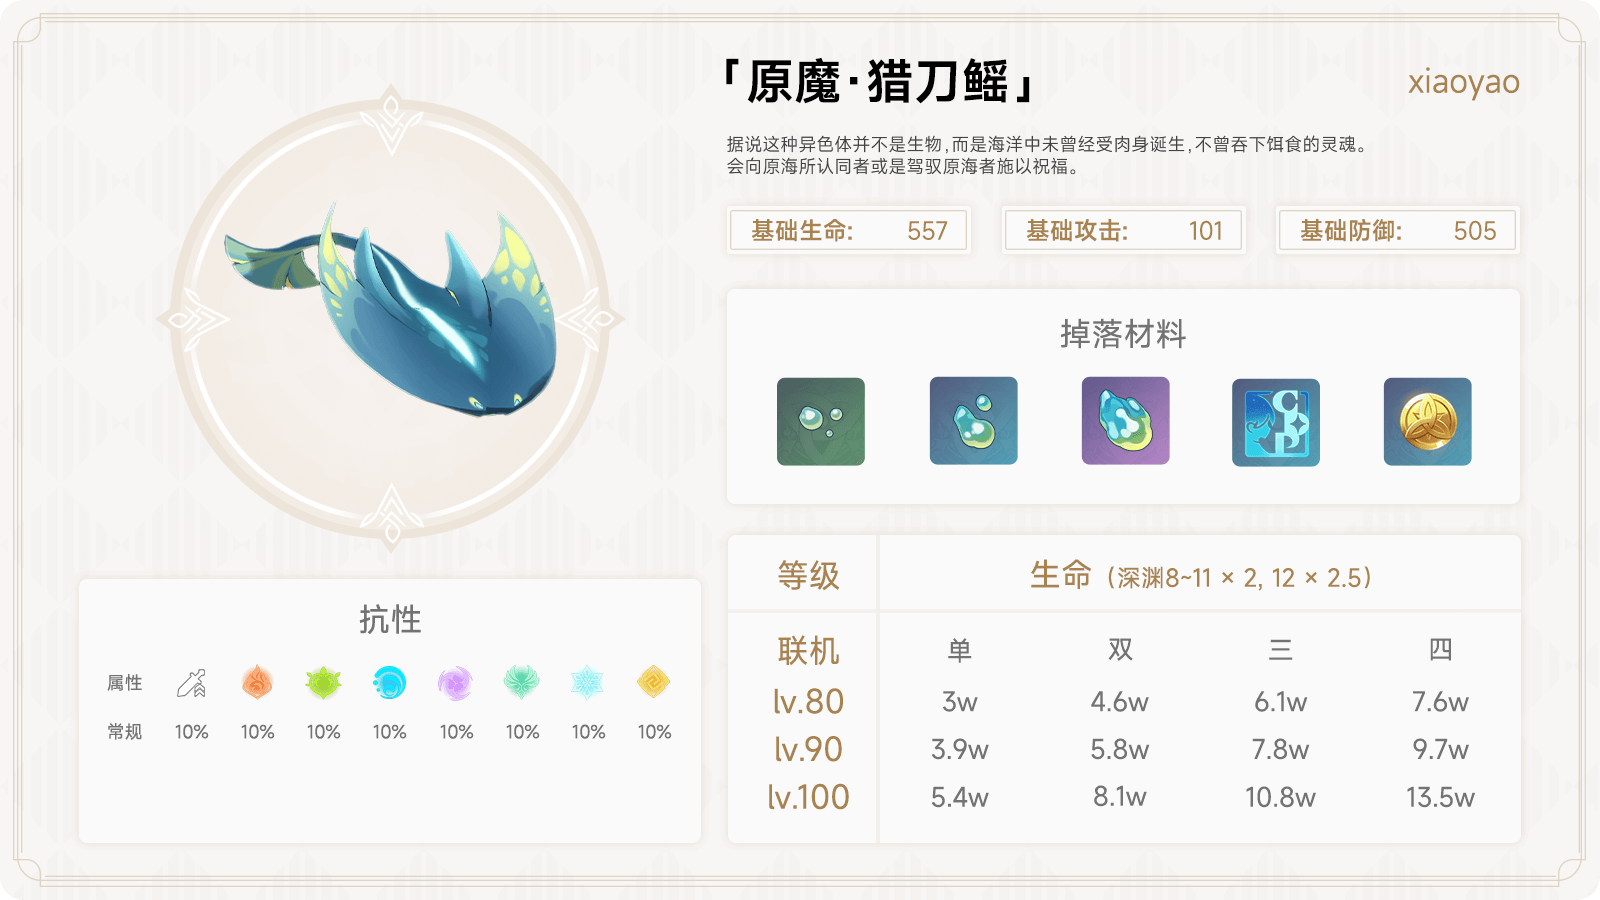 「原魔·猎刀鳐」
xiaoyao
据说这种异色体并不是生物,而是海洋中未曾经受肉身诞生,不曾吞下饵食的灵魂。
会向原海所认同者或是驾驭原海者施以祝福。
基础生命: 557
基础攻击: 101
基础防御: 505
掉落材料
抗性
属性
常规 10% 10% 10% 10% 10% 10% 10% 10%
等级 生命 (深渊8~11 × 2, 12 × 2.5)
联机 单 双 三 四
lv.80 3w 4.6w 6.1w 7.6w
lv.90 3.9w 5.8w 7.8w 9.7w
lv.100 5.4w 8.1w 10.8w 13.5w